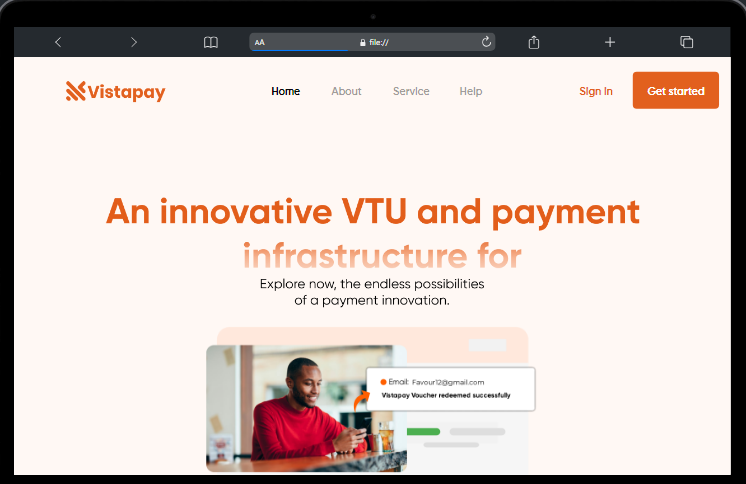 AA
file://
Vistapay
Home
About
Service
Help
Sign In
Get started
An innovative VTU and payment
infrastructure for
Explore now, the endless possibilities
of a payment innovation.
Email: Favour12@gmail.com
Vistapay Voucher redeemed successfully